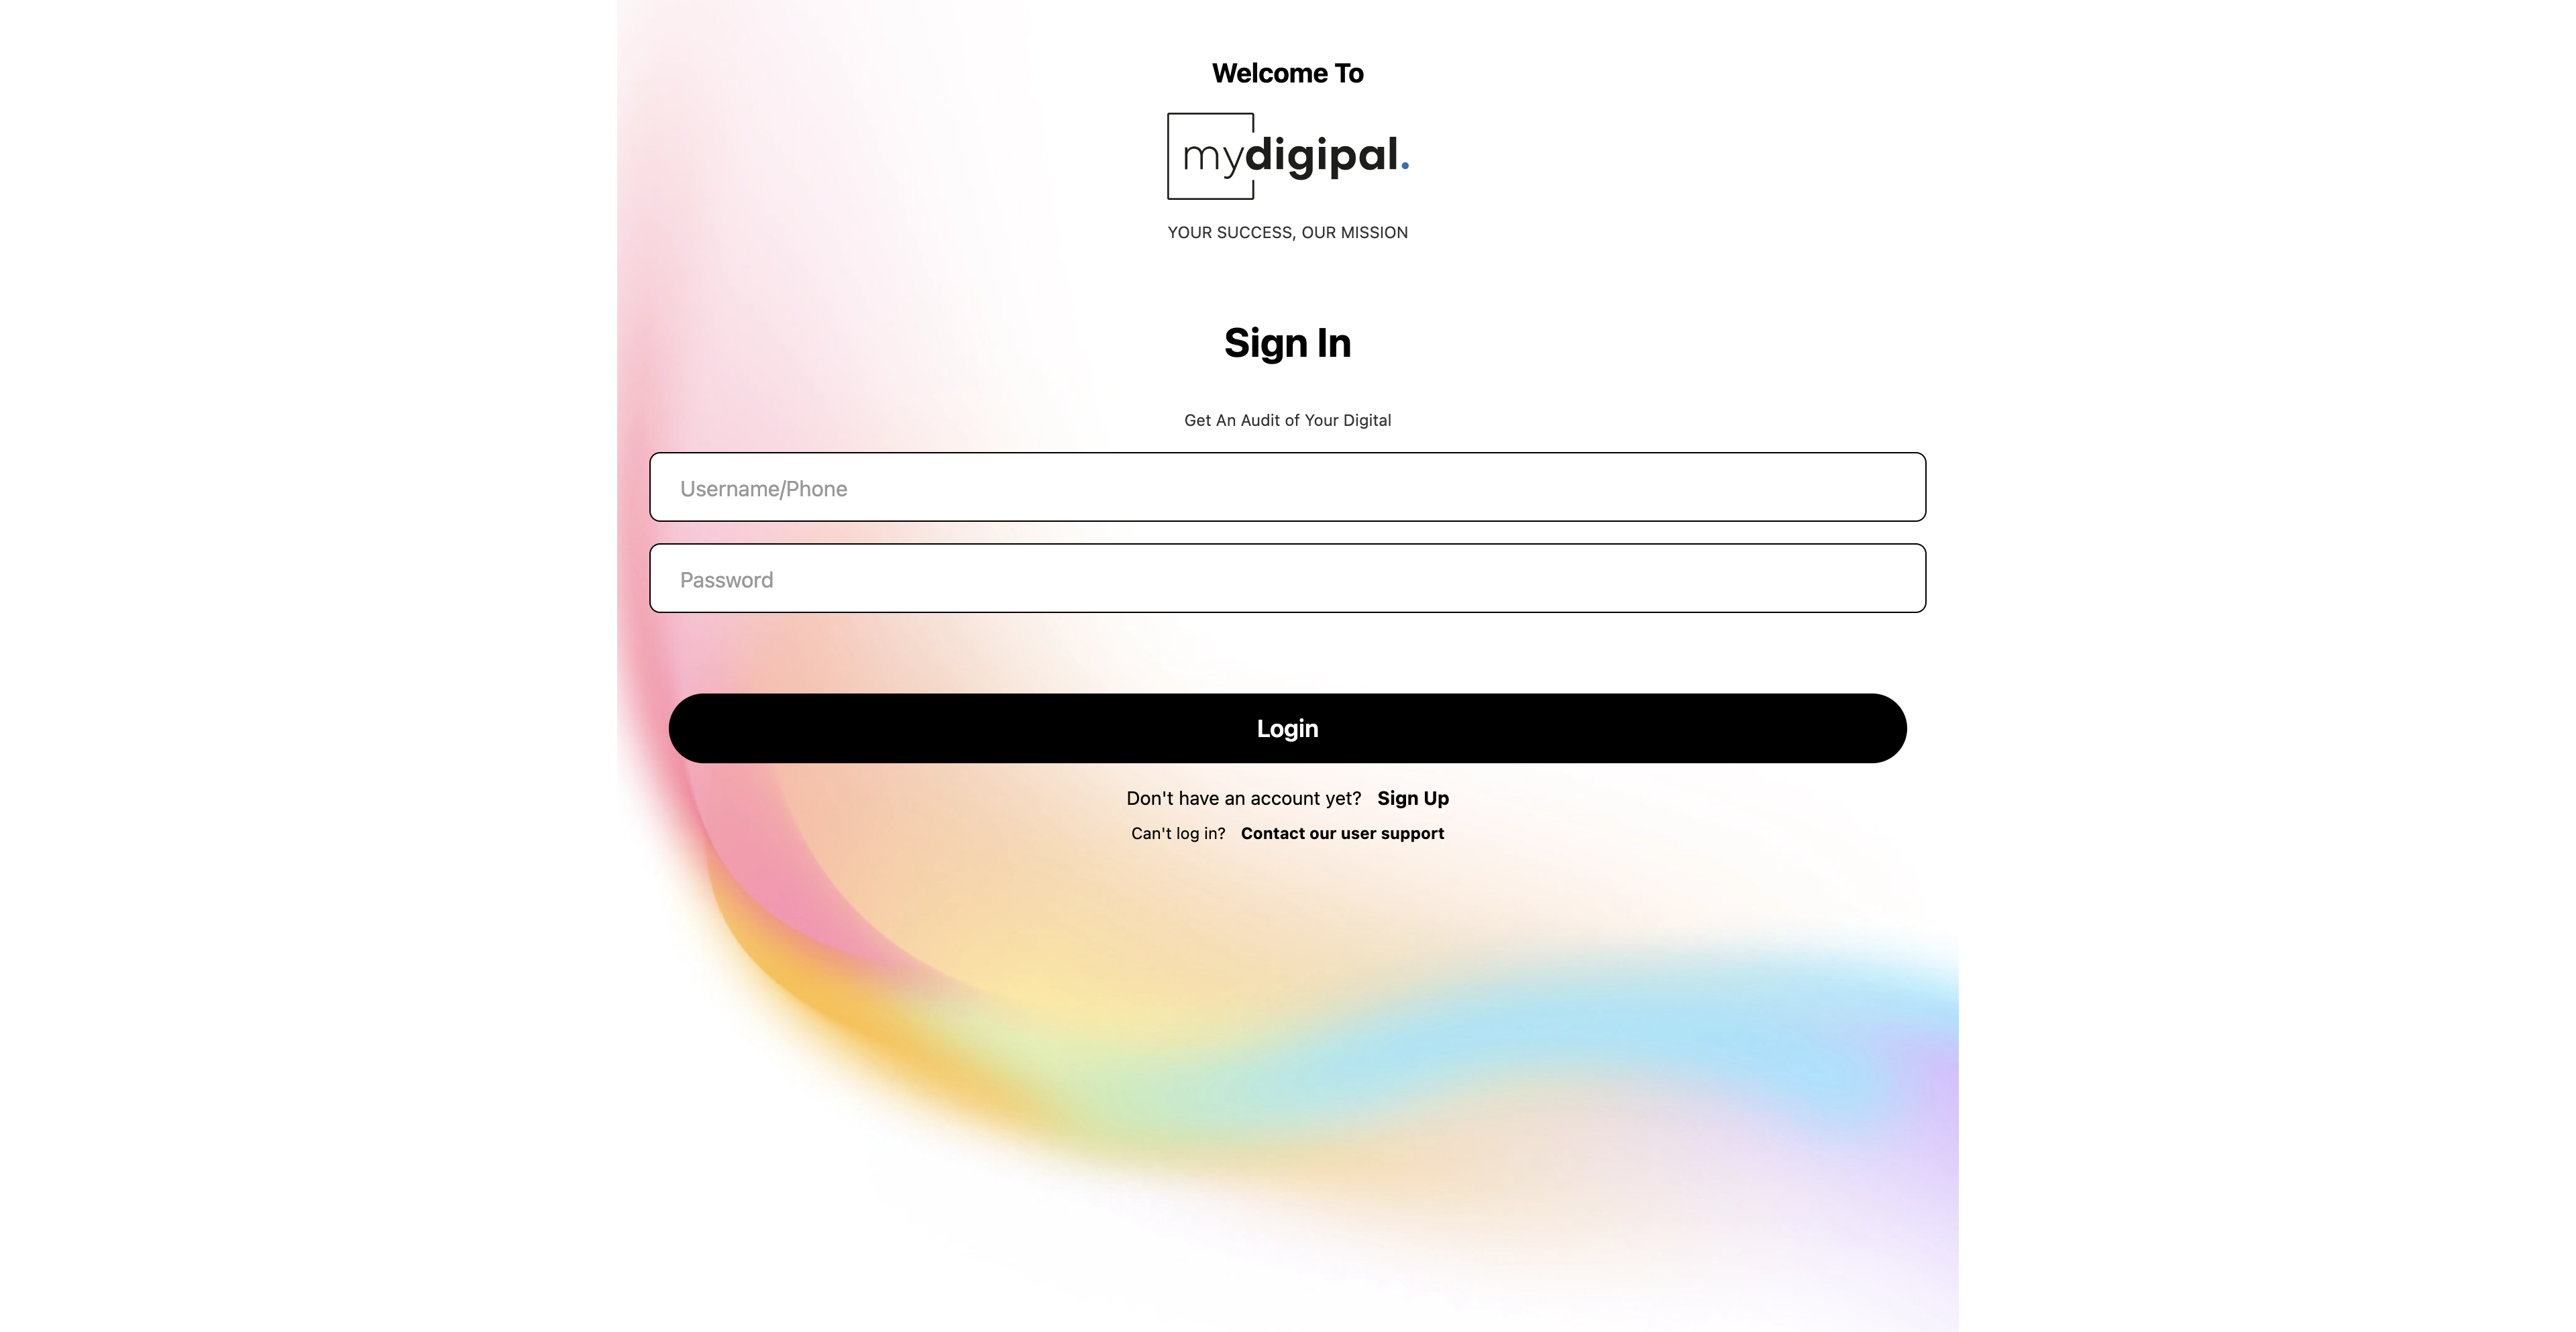 Welcome To
mydigipal.
YOUR SUCCESS, OUR MISSION
Sign In
Get An Audit of Your Digital
Username/Phone
Password
Login
Don't have an account yet? Sign Up
Can't log in? Contact our user support